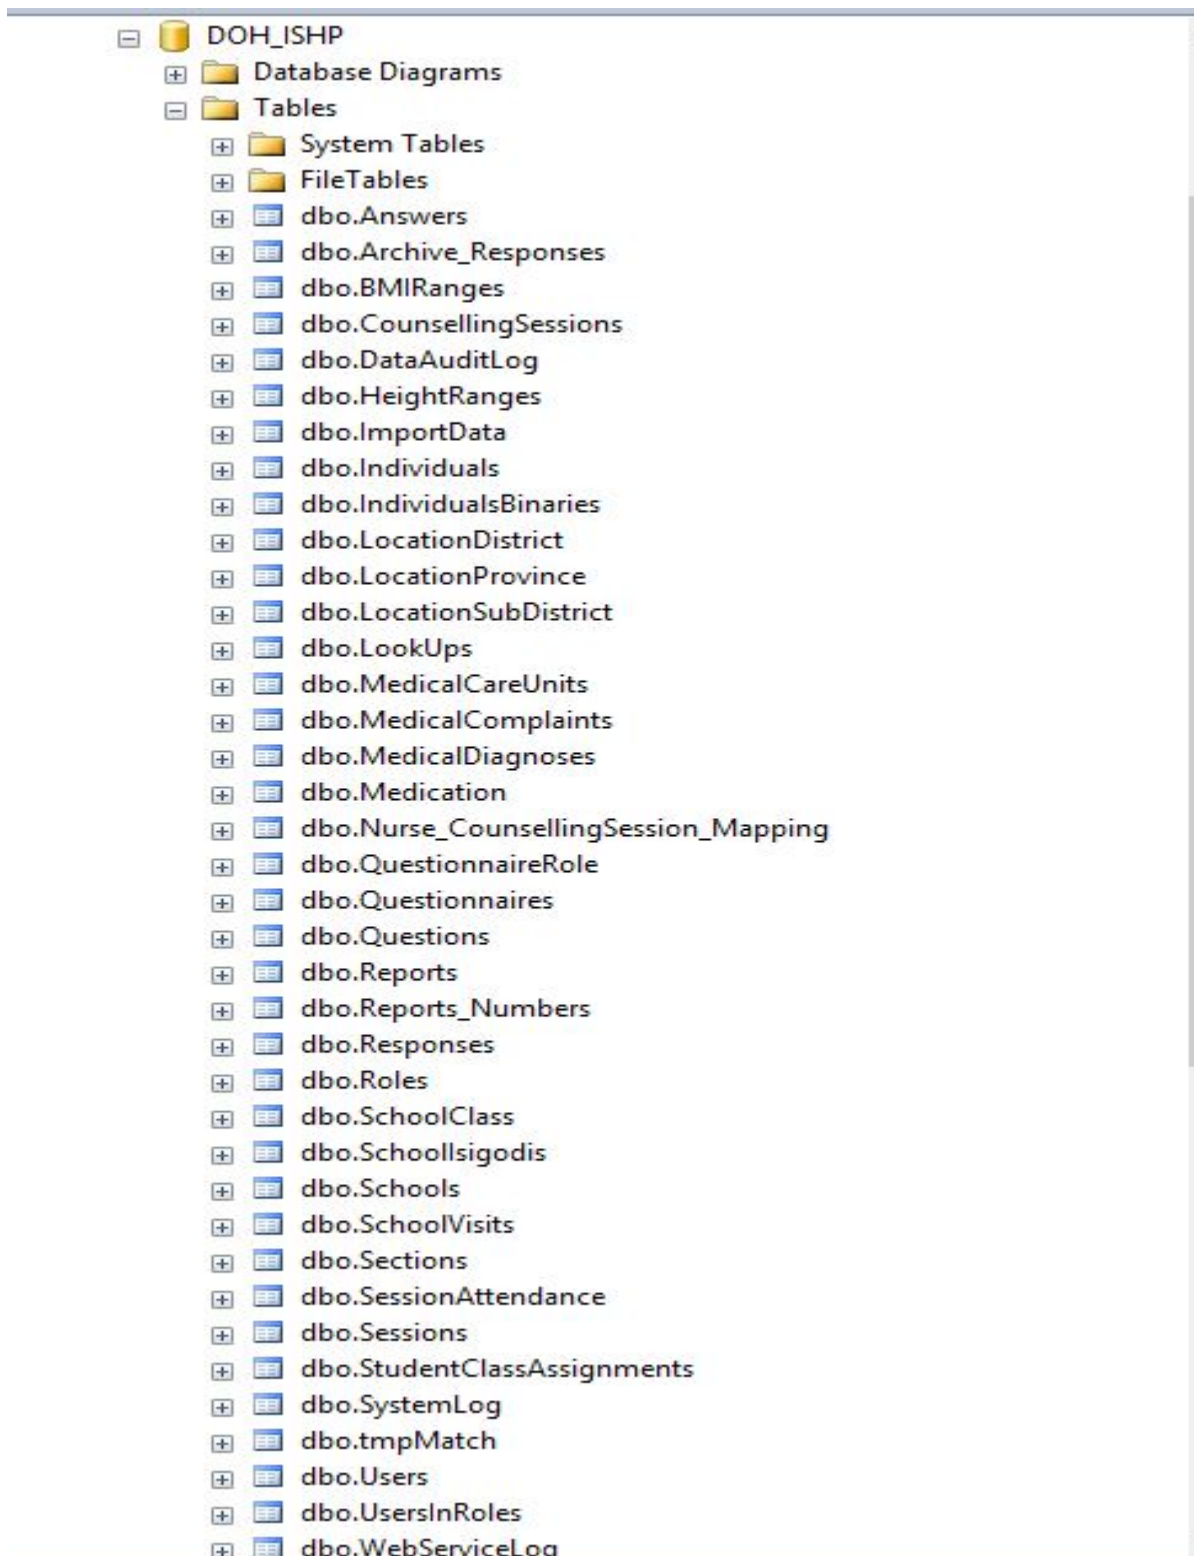 DOH_ISHP
Database Diagrams
Tables
System Tables
FileTables
dbo.Answers
dbo.Archive_Responses
dbo.BMIRanges
dbo.CounsellingSessions
dbo.DataAuditLog
dbo.HeightRanges
dbo.ImportData
dbo.Individuals
dbo.IndividualsBinaries
dbo.LocationDistrict
dbo.LocationProvince
dbo.LocationSubDistrict
dbo.LookUps
dbo.MedicalCareUnits
dbo.MedicalComplaints
dbo.MedicalDiagnoses
dbo.Medication
dbo.Nurse_CounsellingSession_Mapping
dbo.QuestionnaireRole
dbo.Questionnaires
dbo.Questions
dbo.Reports
dbo.Reports_Numbers
dbo.Responses
dbo.Roles
dbo.SchoolClass
dbo.SchoolIsigodis
dbo.Schools
dbo.SchoolVisits
dbo.Sections
dbo.SessionAttendance
dbo.Sessions
dbo.StudentClassAssignments
dbo.SystemLog
dbo.tmpMatch
dbo.Users
dbo.UsersInRoles
dbo.WebServiceLog